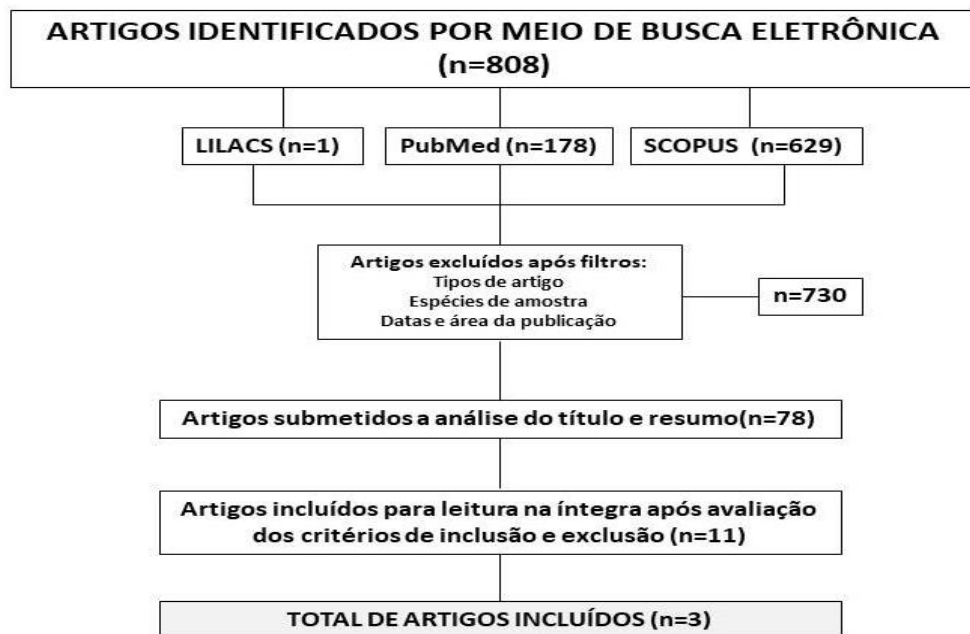 ARTIGOS IDENTIFICADOS POR MEIO DE BUSCA ELETRÔNICA
(n=808)
LILACS (n=1)
PubMed (n=178)
SCOPUS (n=629)
Artigos excluídos após filtros:
Tipos de artigo
Espécies de amostra
Datas e área da publicação
n=730
Artigos submetidos a análise do título e resumo(n=78)
Artigos incluídos para leitura na íntegra após avaliação
dos critérios de inclusão e exclusão (n=11)
TOTAL DE ARTIGOS INCLUÍDOS (n=3)